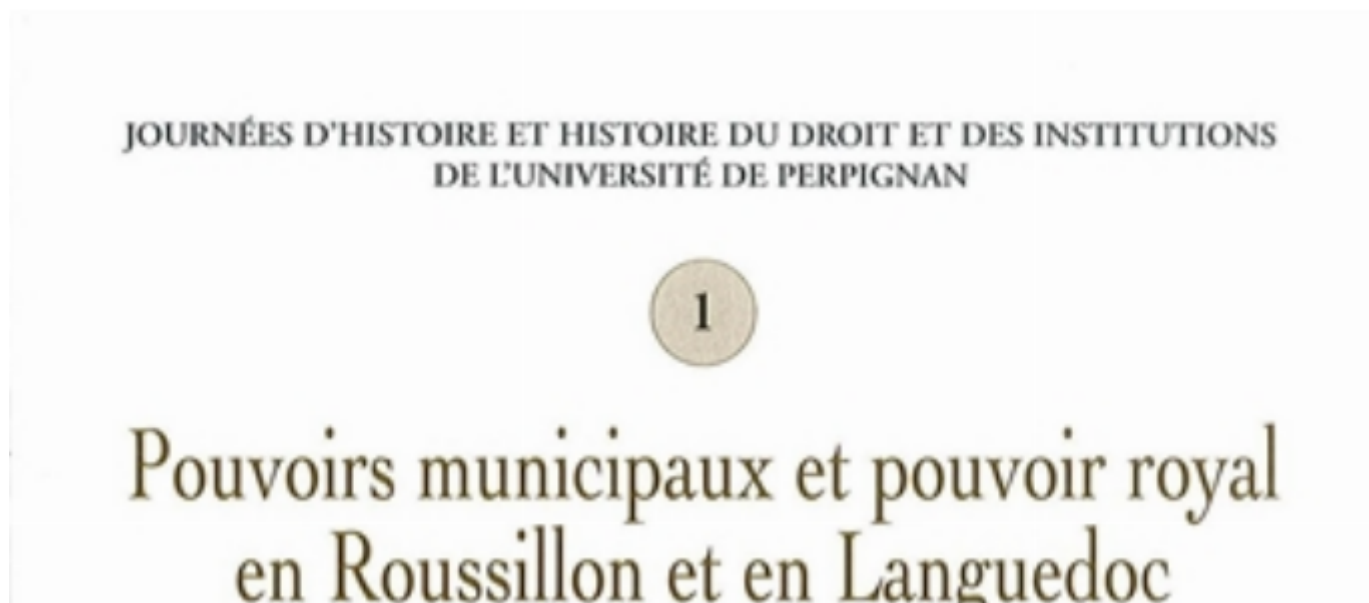 JOURNÉES D'HISTOIRE ET HISTOIRE DU DROIT ET DES INSTITUTIONS
DE L'UNIVERSITÉ DE PERPIGNAN
1
Pouvoirs municipaux et pouvoir royal
en Roussillon et en Languedoc